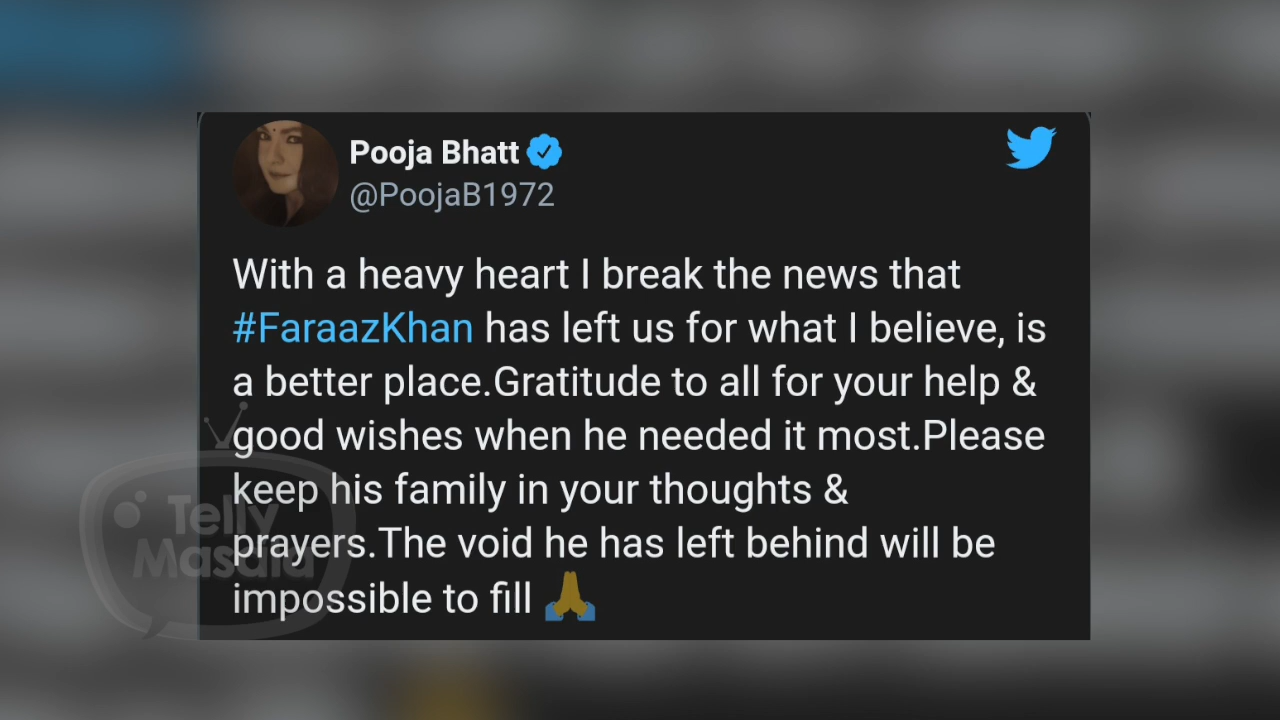 Pooja Bhatt
@PoojaB1972
With a heavy heart I break the news that
#FaraazKhan has left us for what I believe, is
a better place.Gratitude to all for your help &
good wishes when he needed it most.Please
keep his family in your thoughts &
prayers.The void he has left behind will be
impossible to fill 🙏
Telly
Masala